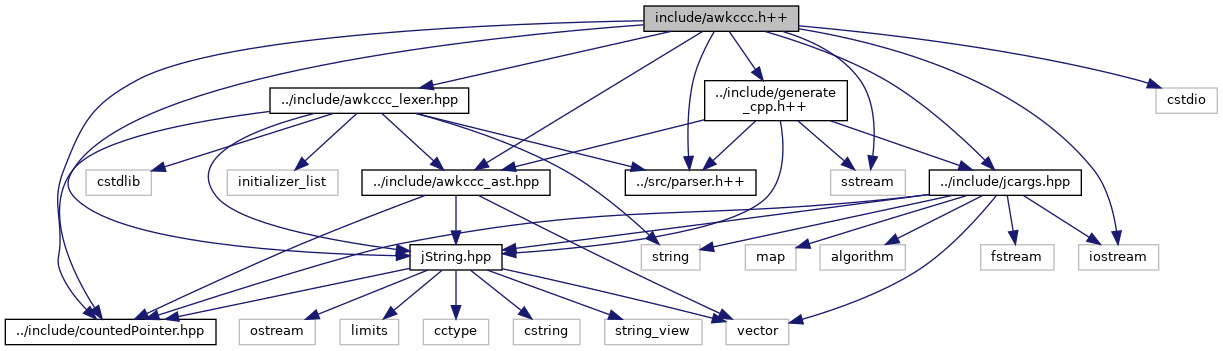 include/awkccc.h++
../include/awkccc_lexer.hpp
../include/generate
_cpp.h++
cstdio
cstdlib
initializer_list
../include/awkccc_ast.hpp
../src/parser.h++
sstream
../include/jcargs.hpp
jString.hpp
string
map
algorithm
fstream
iostream
../include/countedPointer.hpp
ostream
limits
cctype
cstring
string_view
vector